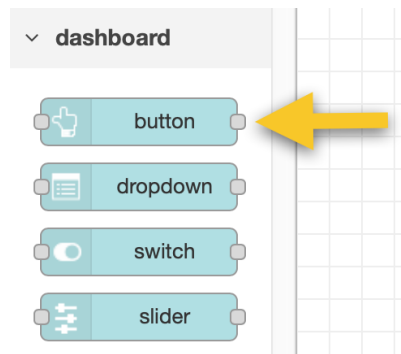 dashboard
button
dropdown
switch
slider